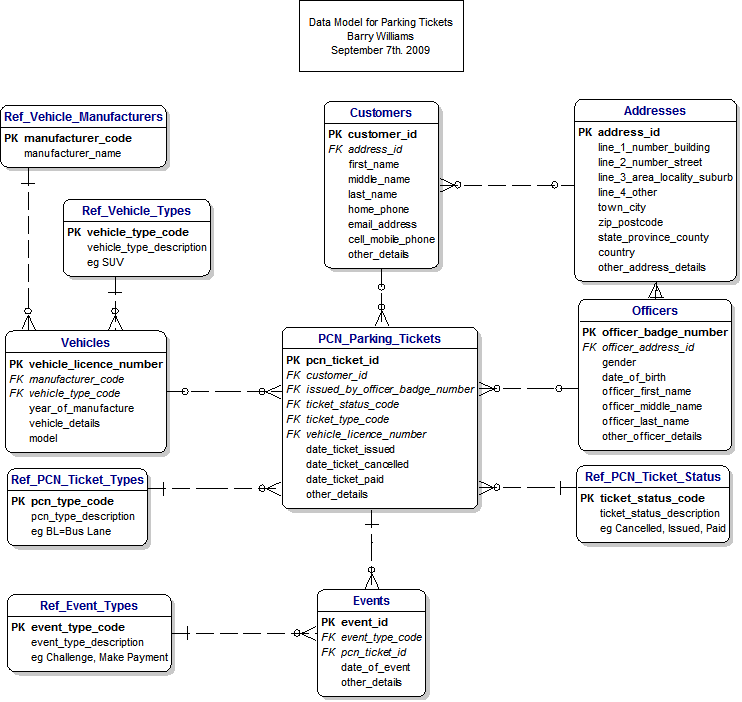 Data Model for Parking Tickets
Barry Williams
September 7th. 2009
Ref_Vehicle_Manufacturers
PK manufacturer_code
manufacturer_name
Ref_Vehicle_Types
PK vehicle_type_code
vehicle_type_description
eg SUV
Customers
PK customer_id
FK address_id
first_name
middle_name
last_name
home_phone
email_address
cell_mobile_phone
other_details
Addresses
PK address_id
line_1_number_building
line_2_number_street
line_3_area_locality_suburb
line_4_other
town_city
zip_postcode
state_province_county
country
other_address_details
Vehicles
PK vehicle_licence_number
FK manufacturer_code
FK vehicle_type_code
year_of_manufacture
vehicle_details
model
PCN_Parking_Tickets
PK pcn_ticket_id
FK customer_id
FK issued_by_officer_badge_number
FK ticket_status_code
FK ticket_type_code
FK vehicle_licence_number
date_ticket_issued
date_ticket_cancelled
date_ticket_paid
other_details
Officers
PK officer_badge_number
FK officer_address_id
gender
date_of_birth
officer_first_name
officer_middle_name
officer_last_name
other_officer_details
Ref_PCN_Ticket_Types
PK pcn_type_code
pcn_type_description
eg BL=Bus Lane
Ref_PCN_Ticket_Status
PK ticket_status_code
ticket_status_description
eg Cancelled, Issued, Paid
Ref_Event_Types
PK event_type_code
event_type_description
eg Challenge, Make Payment
Events
PK event_id
FK event_type_code
FK pcn_ticket_id
date_of_event
other_details